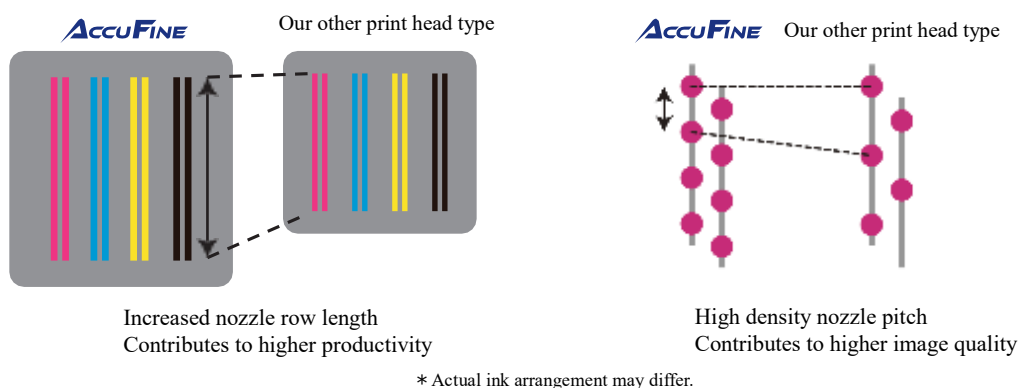 ACCUFINE
Our other print head type
Increased nozzle row length
Contributes to higher productivity
ACCUFINE
Our other print head type
High density nozzle pitch
Contributes to higher image quality
＊Actual ink arrangement may differ.